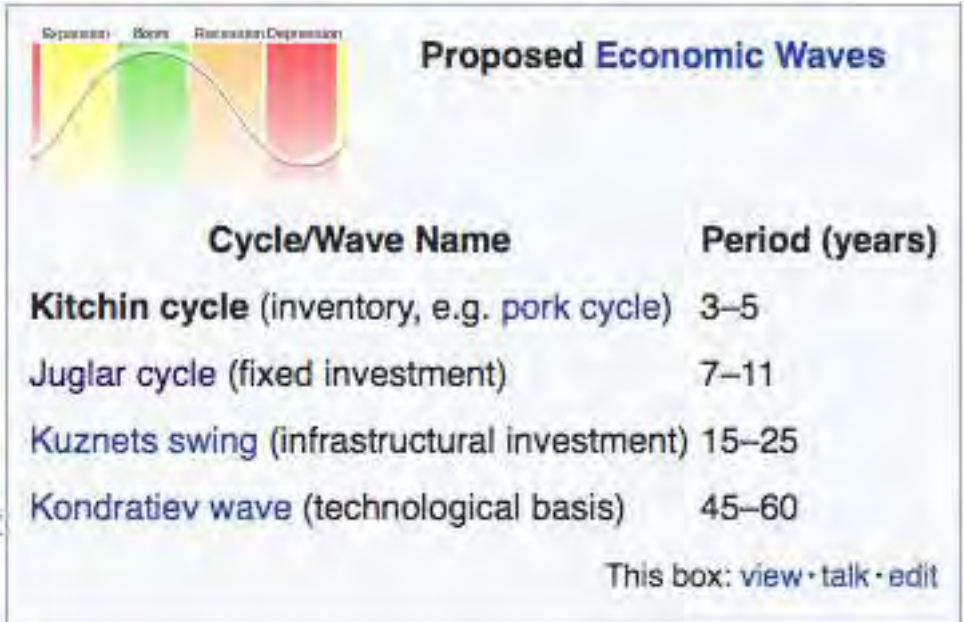 Expansion Boom Recession Depression
Proposed Economic Waves
Cycle/Wave Name Period (years)
Kitchin cycle (inventory, e.g. pork cycle) 3–5
Juglar cycle (fixed investment) 7–11
Kuznets swing (infrastructural investment) 15–25
Kondratiev wave (technological basis) 45–60
This box: view · talk · edit